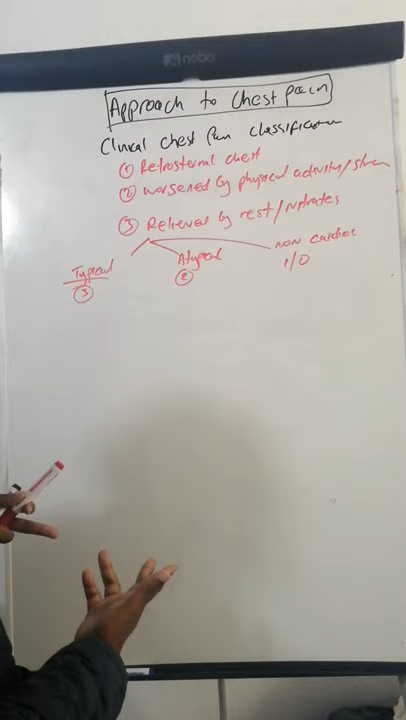 nobo
Approach to Chest pain
Clinical chest Pain classification
① Retrosternal chest
② worsened by physical activity/stress
③ Relieved by rest/Nitrates
Typical
③
Atypical
②
NON cardiac
1/0